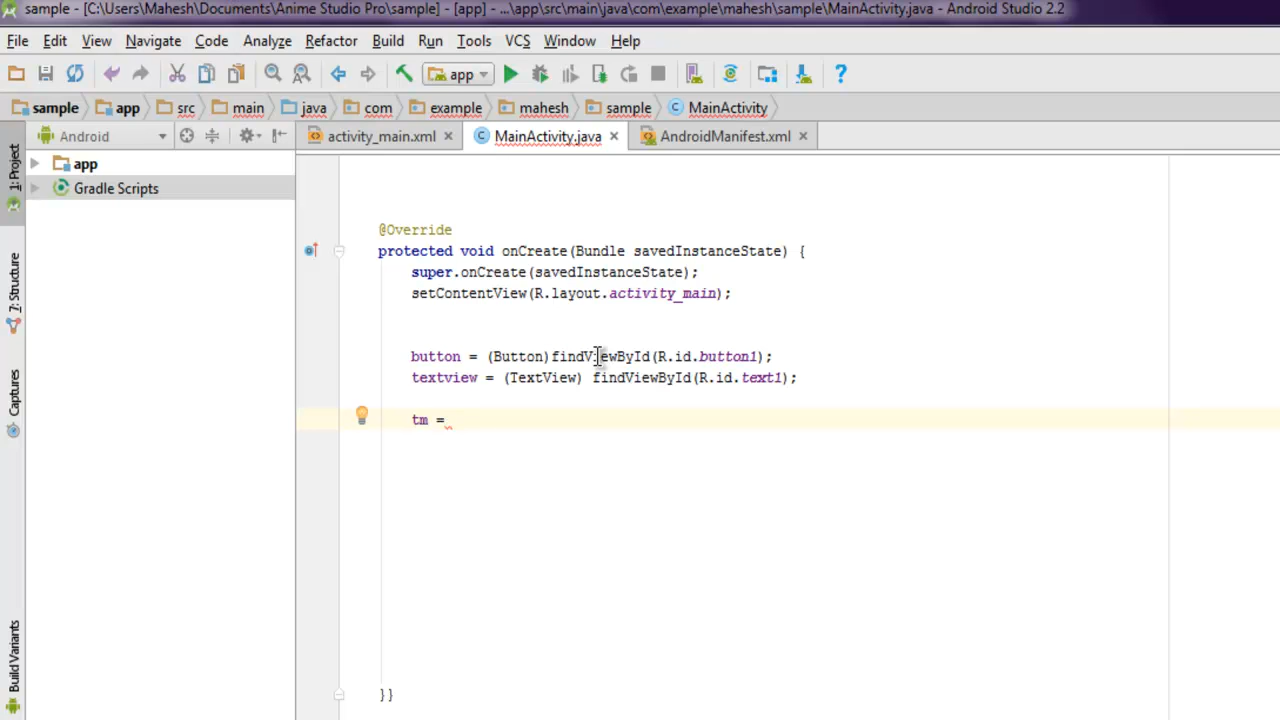 sample - [C:\Users\Mahesh\Documents\Anime Studio Pro\sample] - [app] - ...\app\src\main\java\com\example\mahesh\sample\MainActivity.java - Android Studio 2.2
File Edit View Navigate Code Analyze Refactor Build Run Tools VCS Window Help
app
sample app src main java com example mahesh sample MainActivity
Android
activity_main.xml MainActivity.java AndroidManifest.xml
1: Project
7: Structure
Captures
Build Variants
app
Gradle Scripts
@Override
protected void onCreate(Bundle savedInstanceState) {
super.onCreate(savedInstanceState);
setContentView(R.layout.activity_main);
button = (Button)findViewById(R.id.button1);
textview = (TextView) findViewById(R.id.text1);
tm =
}}